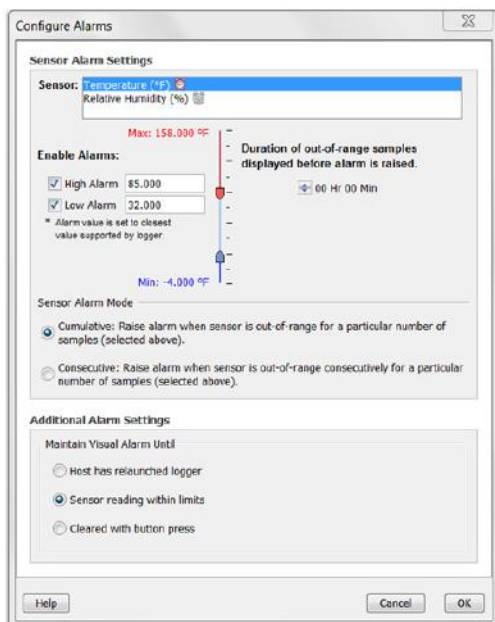 Configure Alarms
Sensor Alarm Settings
Sensor: Temperature (°F)
Relative Humidity (%)
Max: 158.000 °F
Duration of out-of-range samples
displayed before alarm is raised.
Enable Alarms:
00 Hr 00 Min
High Alarm 85.000
Low Alarm 32.000
* Alarm value is set to closest
value supported by logger.
Min: -4.000 °F
Sensor Alarm Mode
Cumulative: Raise alarm when sensor is out-of-range for a particular number of
samples (selected above).
Consecutive: Raise alarm when sensor is out-of-range consecutively for a particular
number of samples (selected above).
Additional Alarm Settings
Maintain Visual Alarm Until
Host has relaunched logger
Sensor reading within limits
Cleared with button press
Help
Cancel
OK